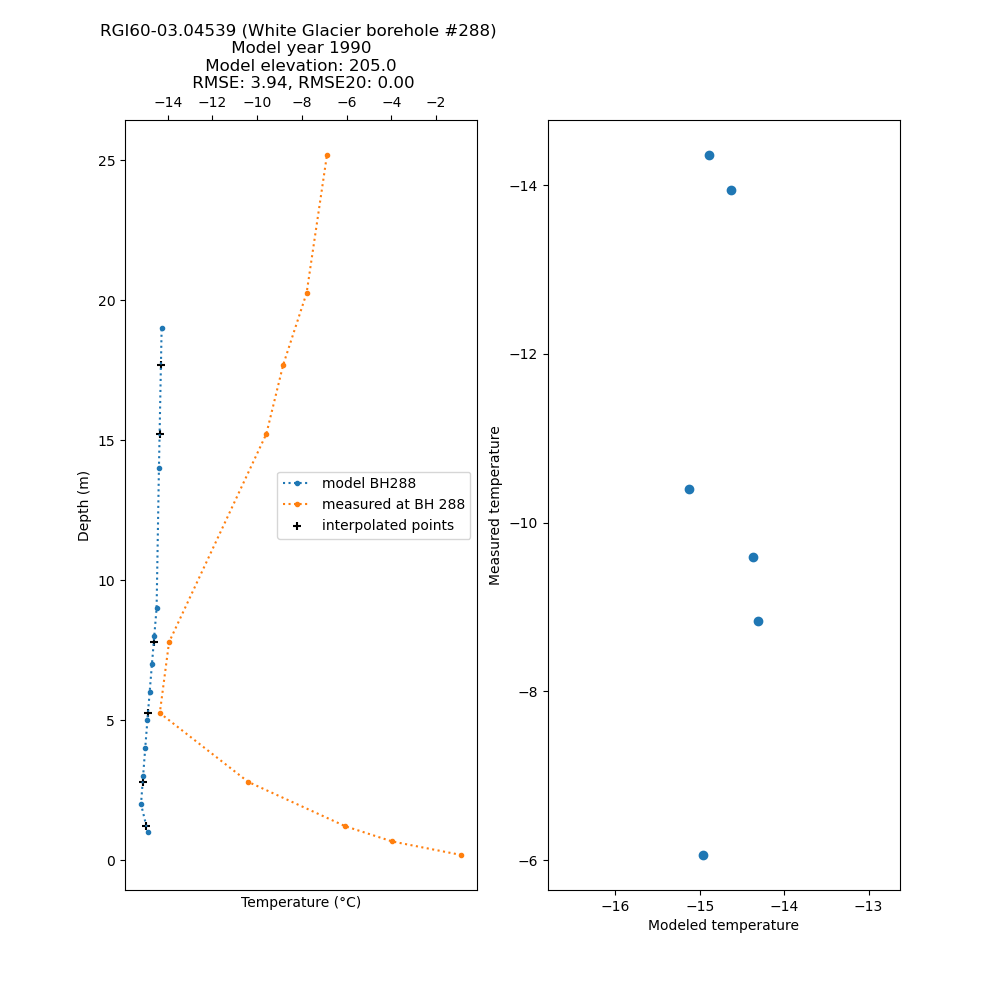 RGI60-03.04539 (White Glacier borehole #288)
Model year 1990
Model elevation: 205.0
RMSE: 3.94, RMSE20: 0.00
−14 −12 −10 −8 −6 −4 −2
25
20
15
10
5
0
Depth (m)
model BH288
measured at BH 288
interpolated points
Temperature (°C)
−14
−12
−10
−8
−6
Measured temperature
−16 −15 −14 −13
Modeled temperature